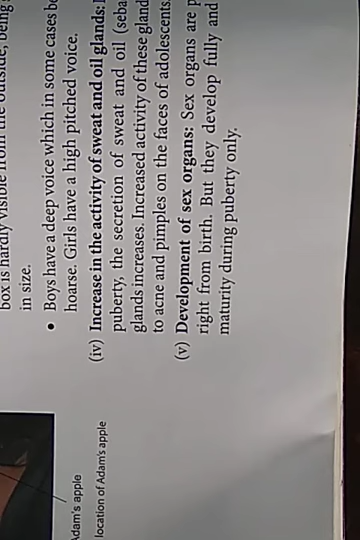 box is hardly visible from the outside, being
in size.
• Boys have a deep voice which in some cases
hoarse. Girls have a high pitched voice.
(iv) Increase in the activity of sweat and oil glands:
puberty, the secretion of sweat and oil
glands increases. Increased activity of these
to acne and pimples on the faces of adolescents
(v) Development of sex organs: Sex organs are
right from birth. But they develop fully and
maturity during puberty only.
Adam's apple
location of Adam's apple